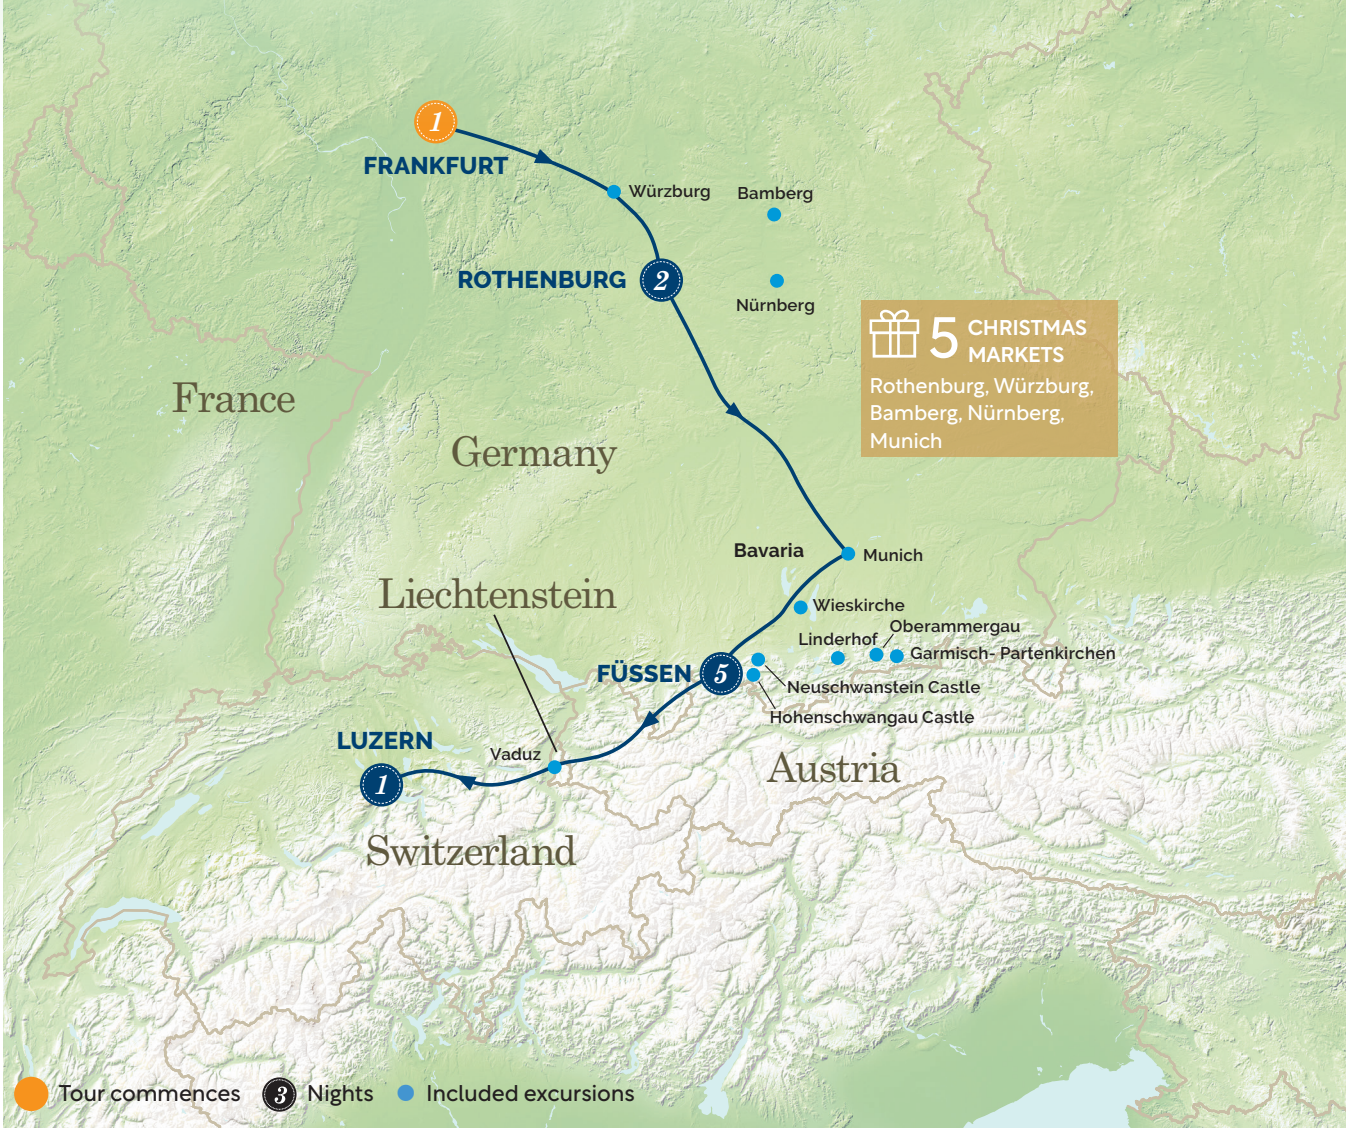 1
FRANKFURT
Würzburg
Bamberg
ROTHENBURG
2
Nürnberg
5 CHRISTMAS
MARKETS
Rothenburg, Würzburg,
Bamberg, Nürnberg,
Munich
France
Germany
Bavaria
Munich
Liechtenstein
Wieskirche
Oberammergau
Linderhof
Garmisch- Partenkirchen
FÜSSEN
5
Neuschwanstein Castle
Hohenschwangau Castle
LUZERN
Vaduz
1
Austria
Switzerland
Tour commences
3 Nights
Included excursions